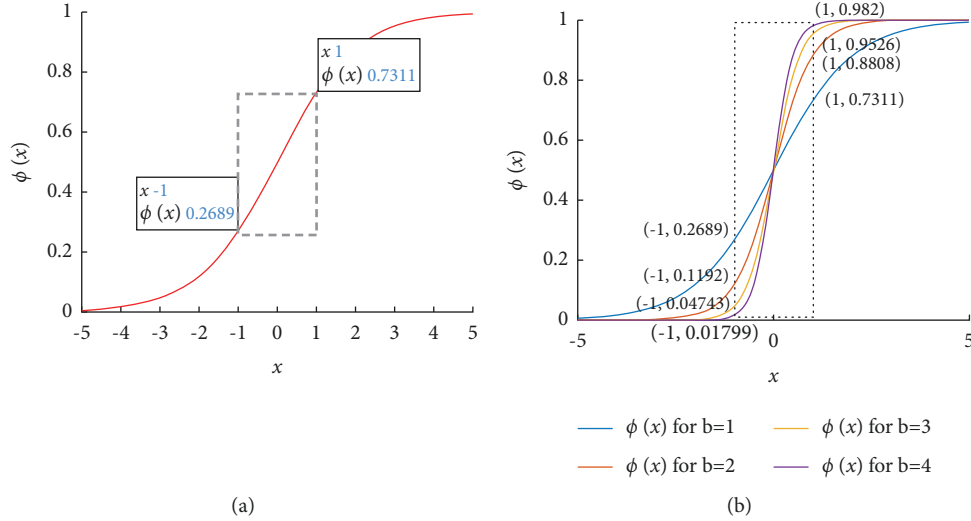 1
0.8
0.6
0.4
0.2
0
ϕ (x)
x 1
ϕ (x) 0.7311
x -1
ϕ (x) 0.2689
-5 -4 -3 -2 -1 0 1 2 3 4 5
x
(a)
1
0.8
0.6
0.4
0.2
0
ϕ (x)
(1, 0.982)
(1, 0.9526)
(1, 0.8808)
(1, 0.7311)
(-1, 0.2689)
(-1, 0.1192)
(-1, 0.04743)
(-1, 0.01799)
-5 0 5
x
ϕ (x) for b=1 ϕ (x) for b=3
ϕ (x) for b=2 ϕ (x) for b=4
(b)